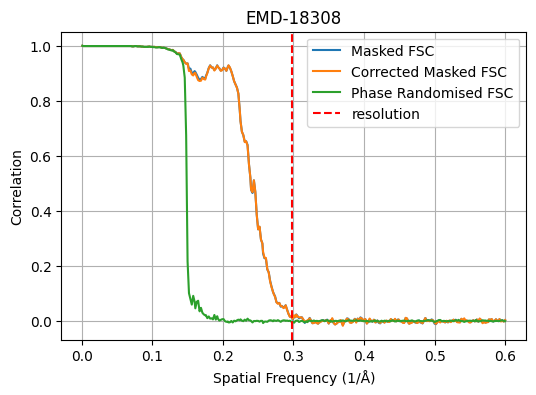 EMD-18308
Masked FSC
Corrected Masked FSC
Phase Randomised FSC
resolution
1.0
0.8
0.6
0.4
0.2
0.0
Correlation
0.0 0.1 0.2 0.3 0.4 0.5 0.6
Spatial Frequency (1/Å)